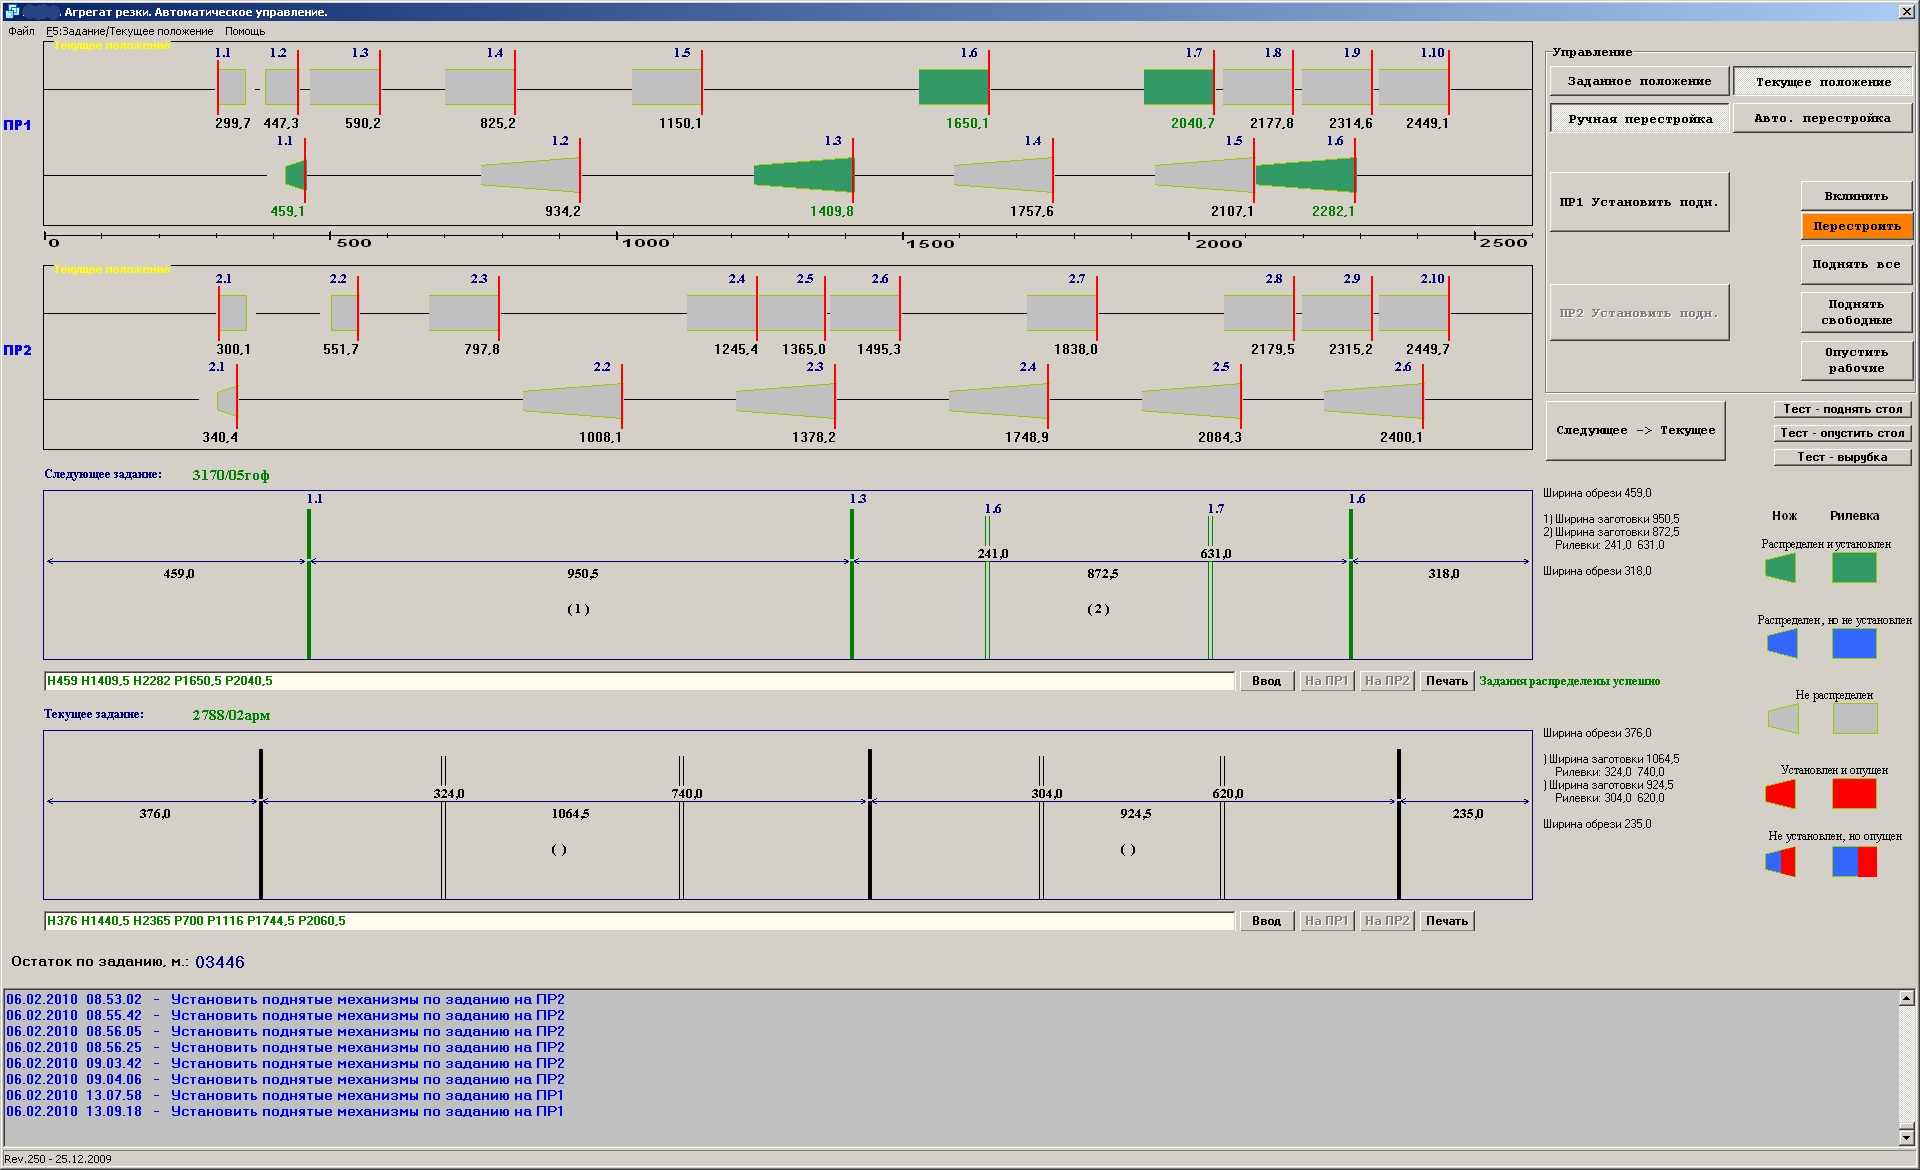 . Агрегат резки. Автоматическое управление.
Файл F5:Задание/Текущее положение Помощь
Текущее положение
1.1 1.2 1.3 1.4 1.5 1.6 1.7 1.8 1.9 1.10
ПР1
299,7 447,3 590,2 825,2 1150,1 1650,1 2040,7 2177,8 2314,6 2449,1
1.1 1.2 1.3 1.4 1.5 1.6
459,1 934,2 1409,8 1757,6 2107,1 2282,1
0 500 1000 1500 2000 2500
Текущее положение
2.1 2.2 2.3 2.4 2.5 2.6 2.7 2.8 2.9 2.10
ПР2
300,1 551,7 797,8 1245,4 1365,0 1495,3 1838,0 2179,5 2315,2 2449,7
2.1 2.2 2.3 2.4 2.5 2.6
340,4 1008,1 1378,2 1748,9 2084,3 2400,1
Управление
Заданное положение Текущее положение
Ручная перестройка Авто. перестройка
ПР1 Установить подн.
Вклинить
Перестроить
Поднять все
ПР2 Установить подн.
Поднять
свободные
Опустить
рабочие
Следующее -> Текущее
Тест - поднять стол
Тест - опустить стол
Тест - вырубка
Следующее задание: 3170/05гоф
1.1 1.3 1.6 1.7 1.6
241,0 631,0
459,0 950,5 872,5 318,0
(1) (2)
Ширина обрези 459,0
1) Ширина заготовки 950,5
2) Ширина заготовки 872,5
Рилевки: 241,0 631,0
Ширина обрези 318,0
Н459 Н1409,5 Н2282 Р1650,5 Р2040,5
Ввод На ПР1 На ПР2 Печать Задания распределены успешно
Текущее задание: 2788/02арм
324,0 740,0 304,0 620,0
376,0 1064,5 924,5 235,0
( ) ( )
Ширина обрези 376,0
) Ширина заготовки 1064,5
Рилевки: 324,0 740,0
) Ширина заготовки 924,5
Рилевки: 304,0 620,0
Ширина обрези 235,0
Н376 Н1440,5 Н2365 Р700 Р1116 Р1744,5 Р2060,5
Ввод На ПР1 На ПР2 Печать
Нож Рилевка
Распределен и установлен
Распределен, но не установлен
Не распределен
Установлен и опущен
Не установлен, но опущен
Остаток по заданию, м.: 03446
06.02.2010 08.53.02 - Установить поднятые механизмы по заданию на ПР2
06.02.2010 08.55.42 - Установить поднятые механизмы по заданию на ПР2
06.02.2010 08.56.05 - Установить поднятые механизмы по заданию на ПР2
06.02.2010 08.56.25 - Установить поднятые механизмы по заданию на ПР2
06.02.2010 09.03.42 - Установить поднятые механизмы по заданию на ПР2
06.02.2010 09.04.06 - Установить поднятые механизмы по заданию на ПР2
06.02.2010 13.07.58 - Установить поднятые механизмы по заданию на ПР1
06.02.2010 13.09.18 - Установить поднятые механизмы по заданию на ПР1
Rev.250 - 25.12.2009